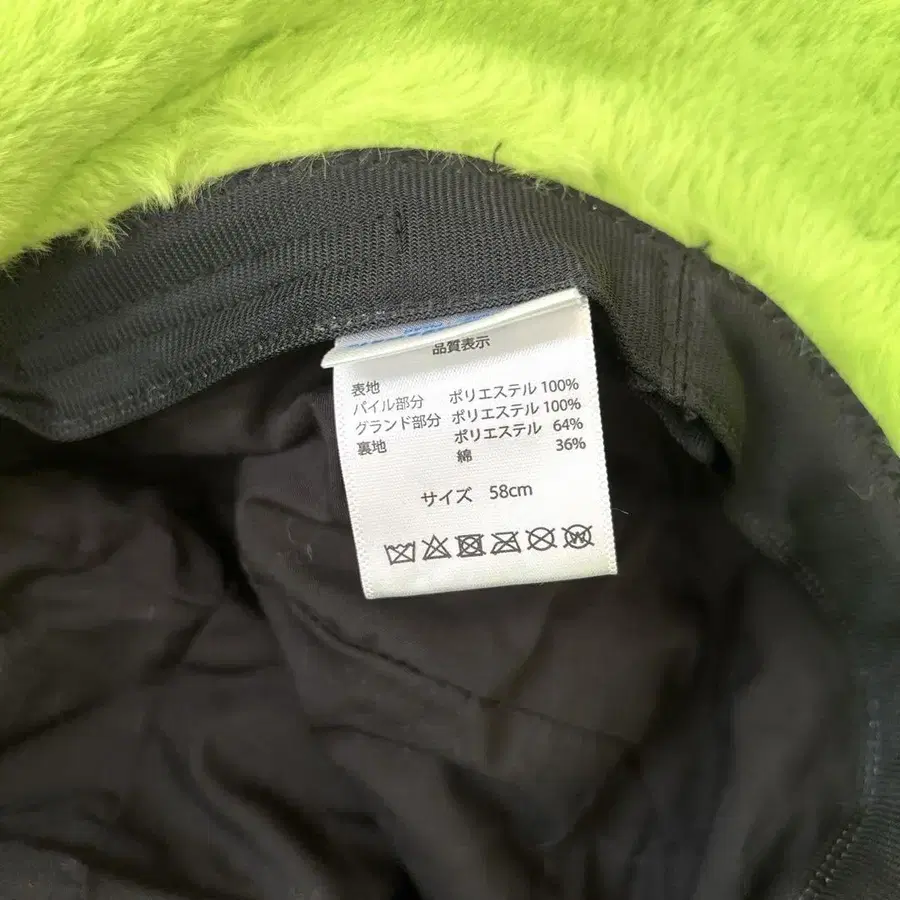 品質表示
表地
パイル部分 ポリエステル 100%
グランド部分 ポリエステル 100%
裏地 ポリエステル 64%
綿 36%
サイズ 58cm